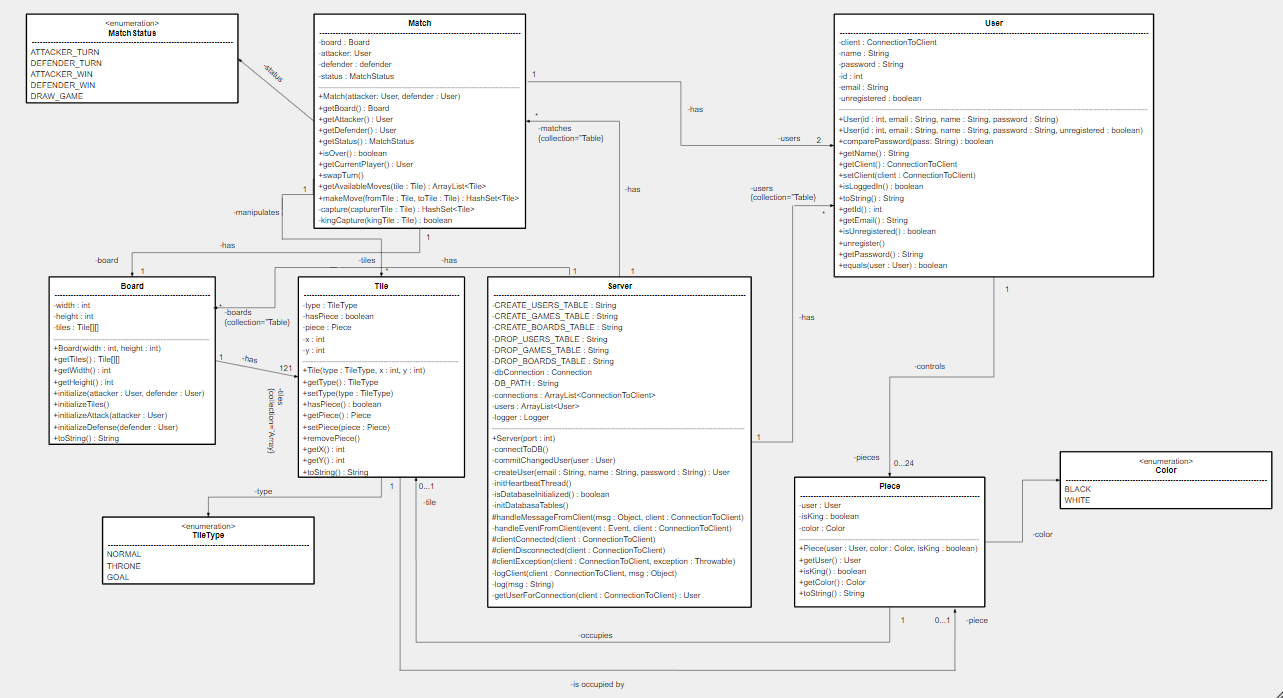 <enumeration>
MatchStatus
ATTACKER_TURN
DEFENDER_TURN
ATTACKER_WIN
DEFENDER_WIN
DRAW_GAME
-status
Match
-board : Board
-attacker: User
-defender : defender
-status : MatchStatus
+Match(attacker: User, defender : User)
+getBoard() : Board
+getAttacker() : User
+getDefender() : User
+getStatus() : MatchStatus
+isOver() : boolean
+getCurrentPlayer() : User
+swapTurn()
+getAvailableMoves(tile : Tile) : ArrayList<Tile>
+makeMove(fromTile : Tile, toTile : Tile) : HashSet<Tile>
-capture(capturerTile : Tile) : HashSet<Tile>
-kingCapture(kingTile : Tile) : boolean
1
-has
-users
2
*
-matches
{collection="Table}
-has
1
User
-client : ConnectionToClient
-name : String
-password : String
-id : int
-email : String
-unregistered : boolean
+User(id : int, email : String, name : String, password : String)
+User(id : int, email : String, name : String, password : String, unregistered : boolean)
+comparePassword(pass: String) : boolean
+getName() : String
+getClient() : ConnectionToClient
+setClient(client : ConnectionToClient)
+isLoggedIn() : boolean
+toString() : String
+getId() : int
+getEmail() : String
+isUnregistered() : boolean
+unregister()
+getPassword() : String
+equals(user : User) : boolean
-users
{collection="Table}
*
-has
1
1
-manipulates
-tiles
*
1
-has
-board
1
-has
1
*
-boards
{collection="Table}
Board
-width : int
-height : int
-tiles : Tile[][]
+Board(width : int, height : int)
+getTiles() : Tile[][]
+getWidth() : int
+getHeight() : int
+initialize(attacker : User, defender : User)
+initializeTiles()
+initializeAttack(attacker : User)
+initializeDefense(defender : User)
+toString() : String
1
-has
121
-tiles
{collection="Array}
Tile
-type : TileType
-hasPiece : boolean
-piece : Piece
-x : int
-y : int
+Tile(type : TileType, x : int, y : int)
+getType() : TileType
+setType(type : TileType)
+hasPiece() : boolean
+getPiece() : Piece
+setPiece(piece : Piece)
+removePiece()
+getX() : int
+getY() : int
+toString() : String
Server
-CREATE_USERS_TABLE : String
-CREATE_GAMES_TABLE : String
-CREATE_BOARDS_TABLE : String
-DROP_USERS_TABLE : String
-DROP_GAMES_TABLE : String
-DROP_BOARDS_TABLE : String
-dbConnection : Connection
-DB_PATH : String
-connections : ArrayList<ConnectionToClient>
-users : ArrayList<User>
-logger : Logger
+Server(port : int)
-connectToDB()
-commitChangedUser(user : User)
-createUser(email : String, name : String, password : String) : User
-initHeartbeatThread()
-isDatabaseInitialized() : boolean
-initDatabasaTables()
#handleMessageFromClient(msg : Object, client : ConnectionToClient)
-handleEventFromClient(event : Event, client : ConnectionToClient)
#clientConnected(client : ConnectionToClient)
#clientDisconnected(client : ConnectionToClient)
#clientException(client : ConnectionToClient, exception : Throwable)
-logClient(client : ConnectionToClient, msg : Object)
-log(msg : String)
-getUserForConnection(client : ConnectionToClient) : User
1
-controls
-pieces
0...24
Piece
-user : User
-isKing : boolean
-color : Color
+Piece(user : User, color : Color, isKing : boolean)
+getUser() : User
+isKing() : boolean
+getColor() : Color
+toString() : String
<enumeration>
Color
BLACK
WHITE
-color
-type
<enumeration>
TileType
NORMAL
THRONE
GOAL
1
0...1
-tile
-occupies
1
0...1
-piece
-is occupied by